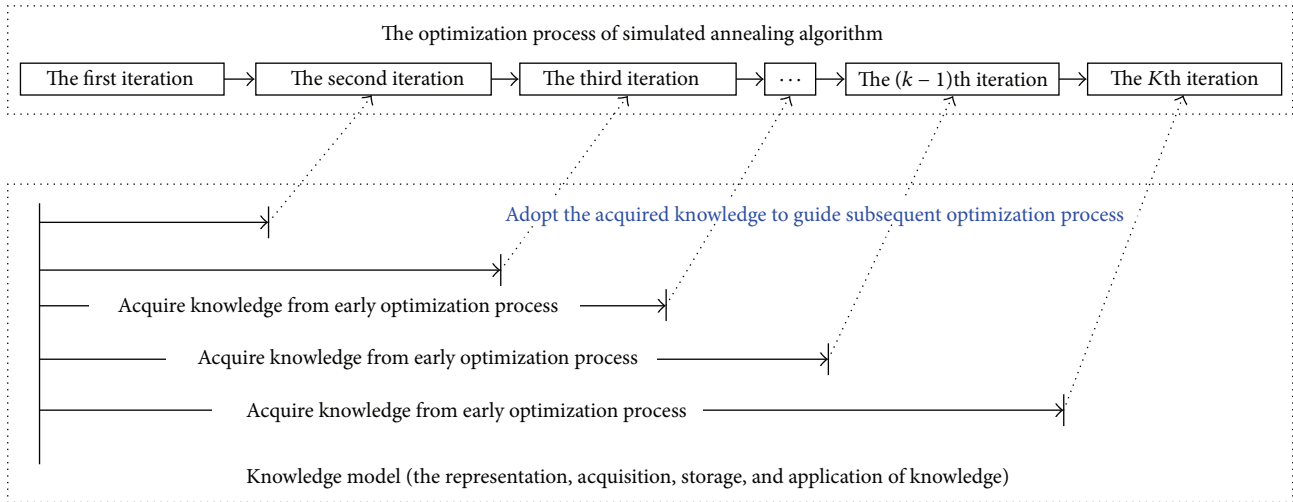 The optimization process of simulated annealing algorithm
The first iteration
The second iteration
The third iteration
⋯
The (k − 1)th iteration
The Kth iteration
Adopt the acquired knowledge to guide subsequent optimization process
Acquire knowledge from early optimization process
Acquire knowledge from early optimization process
Acquire knowledge from early optimization process
Knowledge model (the representation, acquisition, storage, and application of knowledge)